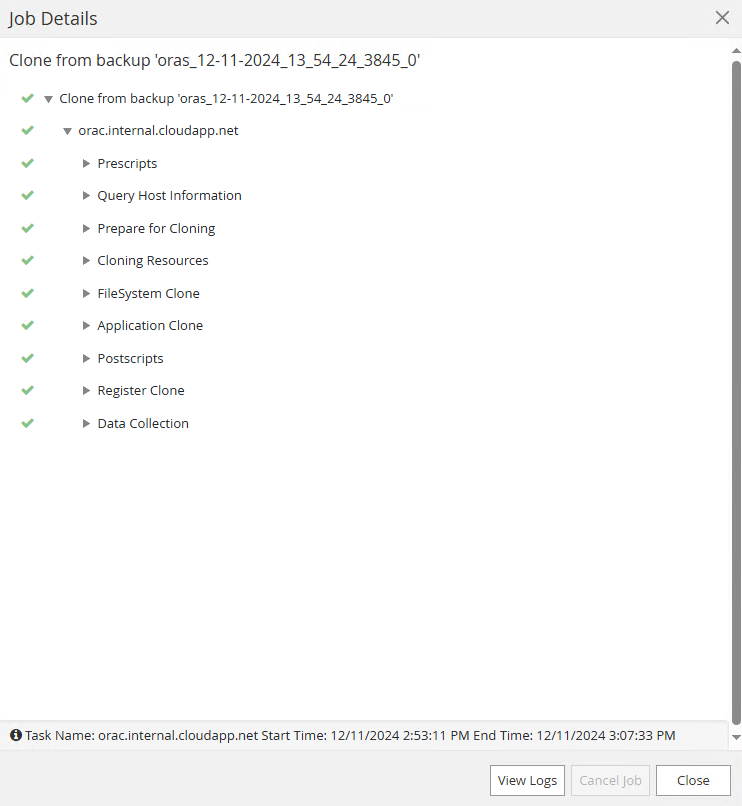 Job Details
Clone from backup 'oras_12-11-2024_13_54_24_3845_0'
Clone from backup 'oras_12-11-2024_13_54_24_3845_0'
orac.internal.cloudapp.net
Prescripts
Query Host Information
Prepare for Cloning
Cloning Resources
FileSystem Clone
Application Clone
Postscripts
Register Clone
Data Collection
Task Name: orac.internal.cloudapp.net Start Time: 12/11/2024 2:53:11 PM End Time: 12/11/2024 3:07:33 PM
View Logs Cancel Job Close